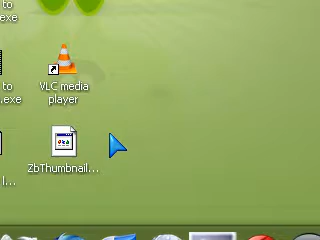 to
exe
VLC media
player
to
.exe
ZbThumbnail...
l...